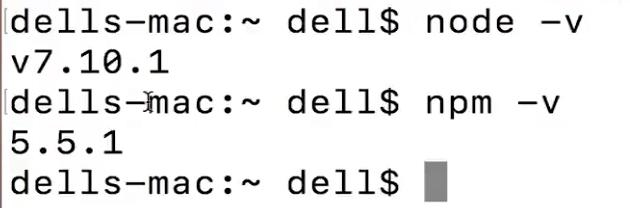 dells-mac:~ dell$ node -v
v7.10.1
dells-mac:~ dell$ npm -v
5.5.1
dells-mac:~ dell$